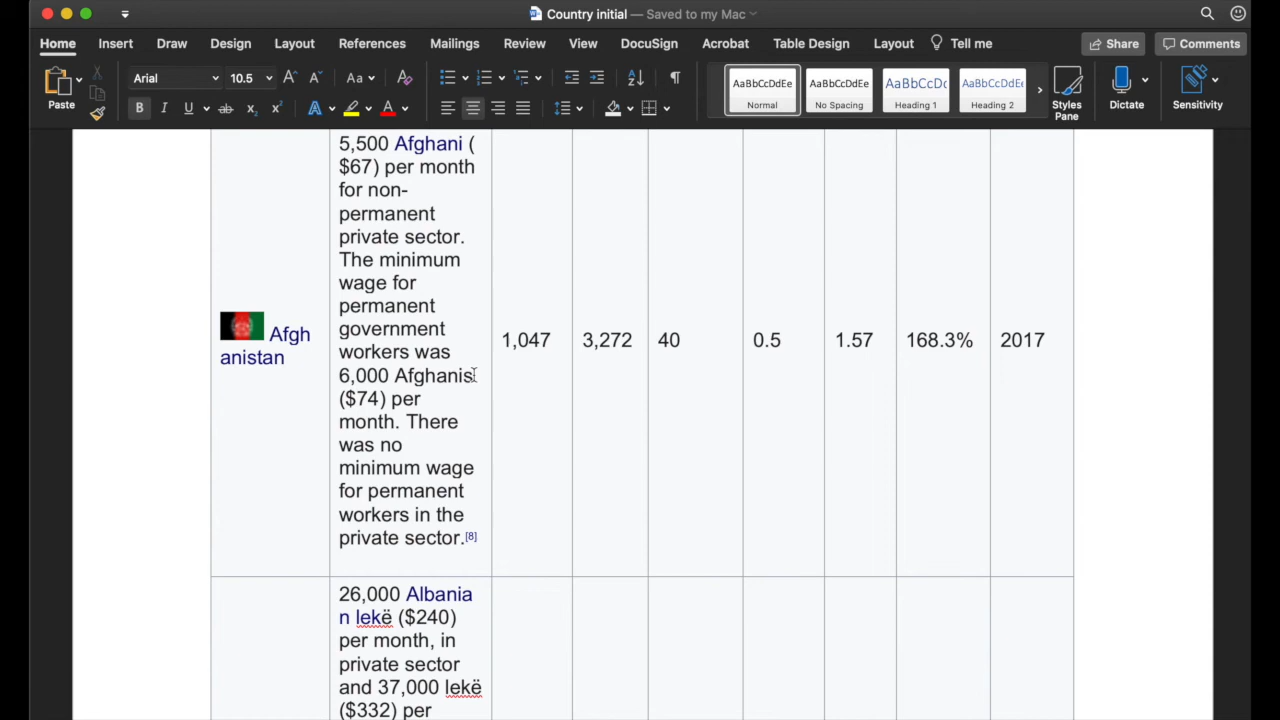 Country initial — Saved to my Mac
Home Insert Draw Design Layout References Mailings Review View DocuSign Acrobat Table Design Layout Tell me Share Comments
Paste
Arial 10.5 A A Aa A
B I U ab x₂ x² A A
AaBbCcDdEe AaBbCcDdEe AaBbCcDc AaBbCcDdEe
Normal No Spacing Heading 1 Heading 2
Styles Pane
Dictate
Sensitivity
5,500 Afghani (
$67) per month
for non-
permanent
private sector.
The minimum
wage for
permanent
government
workers was
6,000 Afghanis
($74) per
month. There
was no
minimum wage
for permanent
workers in the
private sector.[8]
Afgh
anistan
1,047 3,272 40 0.5 1.57 168.3% 2017
26,000 Albania
n lekë ($240)
per month, in
private sector
and 37,000 lekë
($332) per